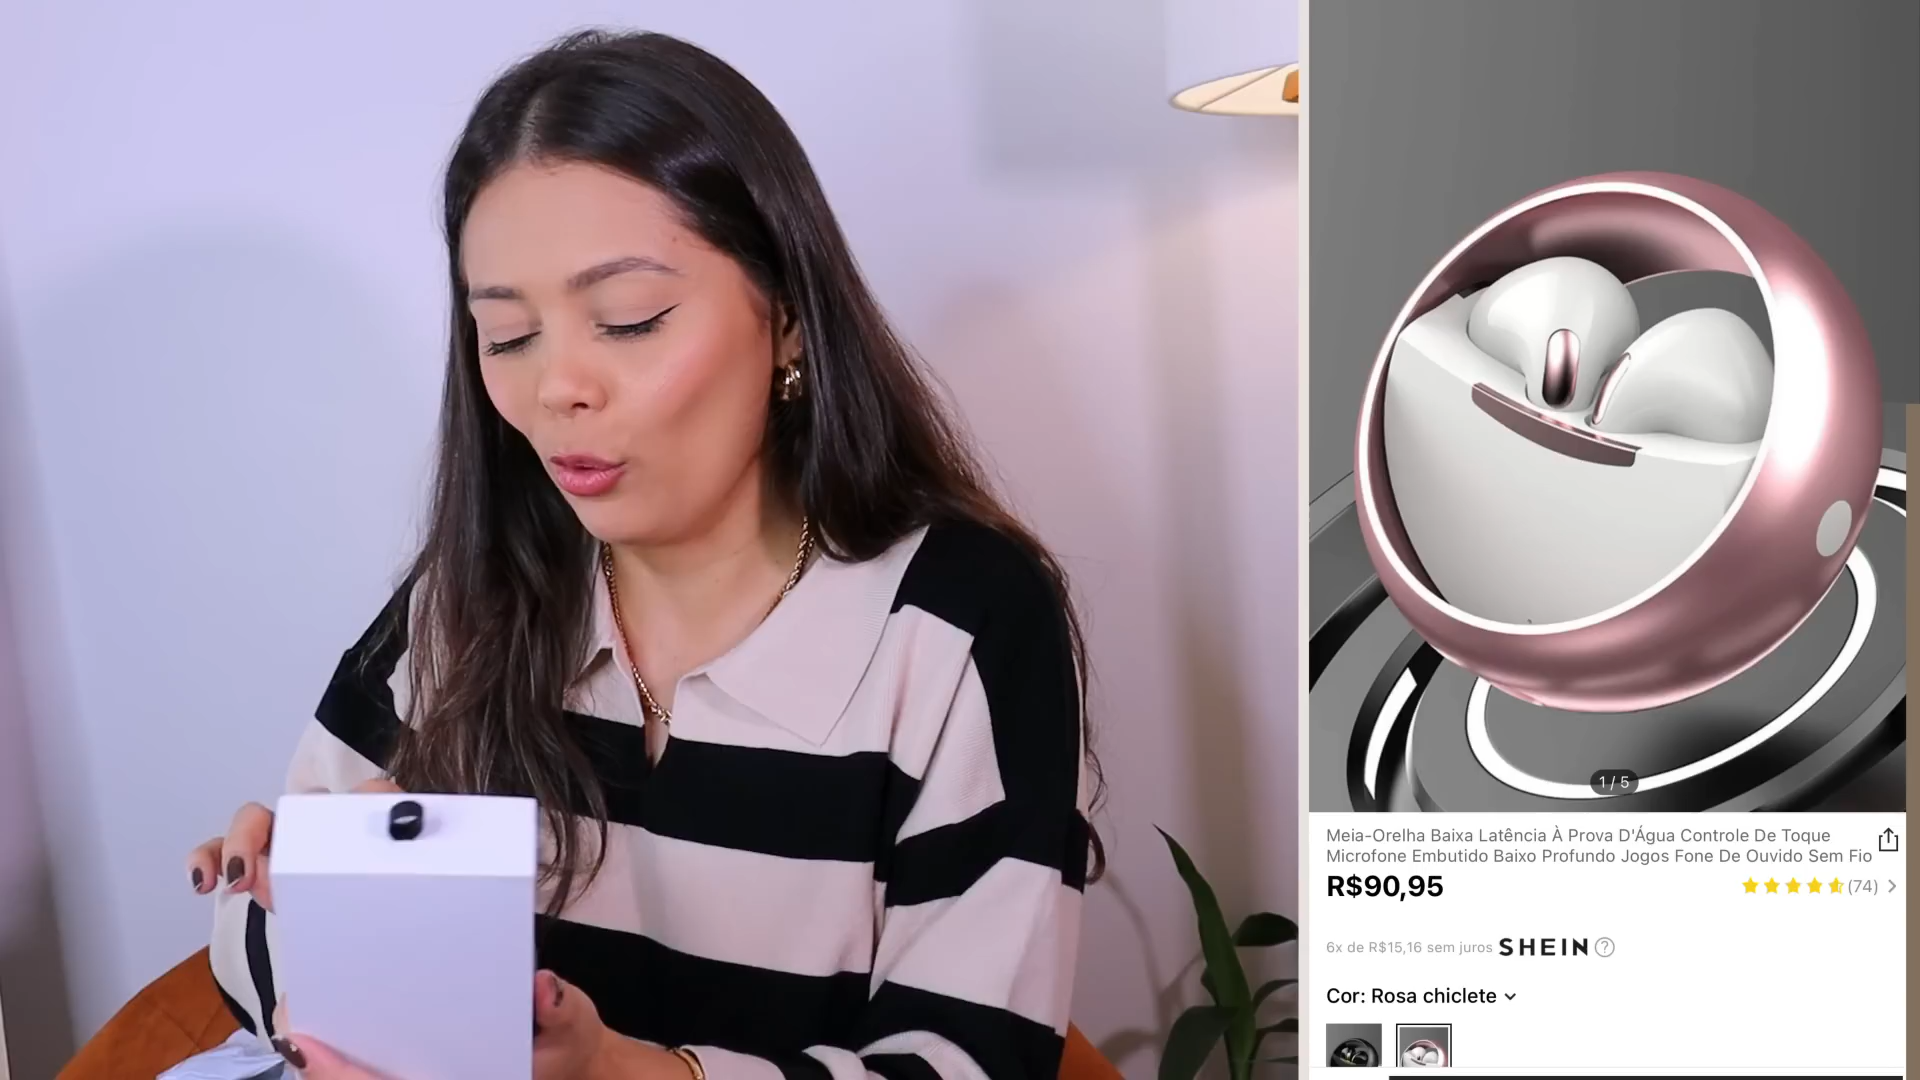 1 / 5
Meia-Orelha Baixa Latência À Prova D'Água Controle De Toque
Microfone Embutido Baixo Profundo Jogos Fone De Ouvido Sem Fio
R$90,95
(74)
6x de R$15,16 sem juros SHEIN ?
Cor: Rosa chiclete